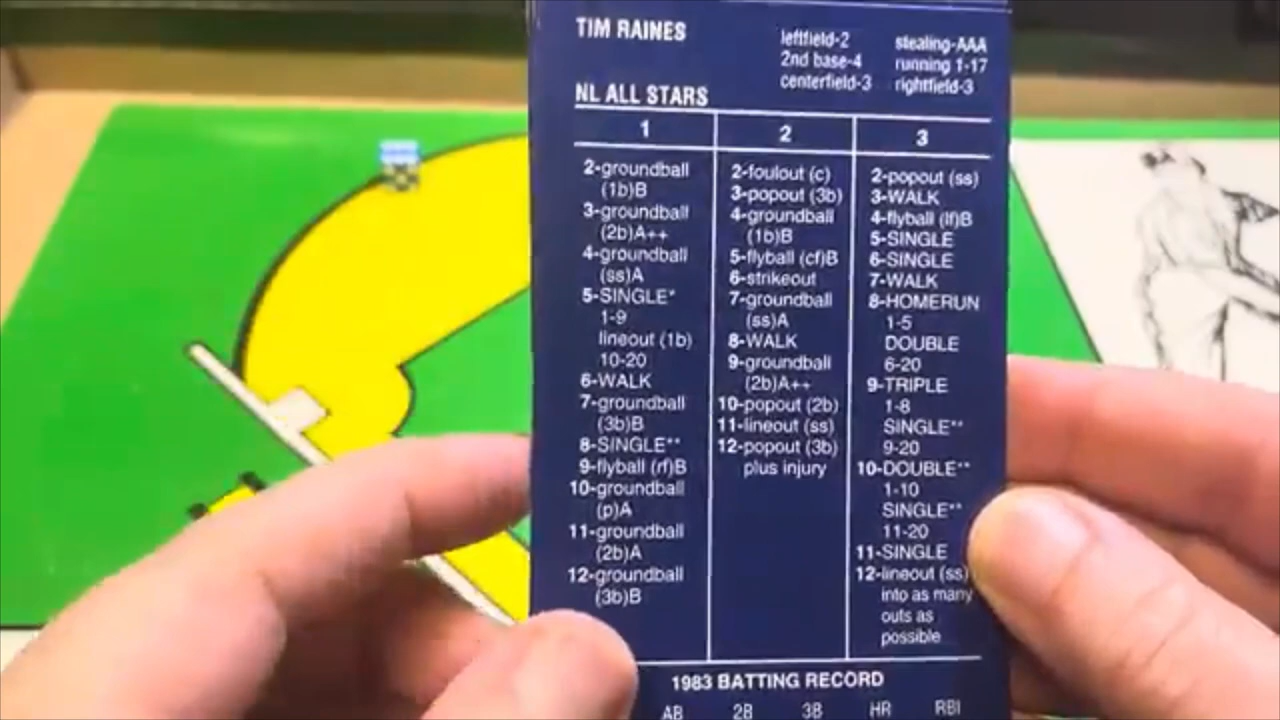 TIM RAINES
leftfield-2 stealing-AAA
2nd base-4 running 1-17
centerfield-3 rightfield-3
NL ALL STARS
1
2-groundball
(1b)B
3-groundball
(2b)A++
4-groundball
(ss)A
5-SINGLE*
1-9
lineout (1b)
10-20
6-WALK
7-groundball
(3b)B
8-SINGLE**
9-flyball (rf)B
10-groundball
(p)A
11-groundball
(2b)A
12-groundball
(3b)B
2
2-foulout (c)
3-popout (3b)
4-groundball
(1b)B
5-flyball (cf)B
6-strikeout
7-groundball
(ss)A
8-WALK
9-groundball
(2b)A++
10-popout (2b)
11-lineout (ss)
12-popout (3b)
plus injury
3
2-popout (ss)
3-WALK
4-flyball (lf)B
5-SINGLE
6-SINGLE
7-WALK
8-HOMERUN
1-5
DOUBLE
6-20
9-TRIPLE
1-8
SINGLE**
9-20
10-DOUBLE**
1-10
SINGLE**
11-20
11-SINGLE
12-lineout (ss)
into as many
outs as
possible
1983 BATTING RECORD
AB 2B 3B HR RBI